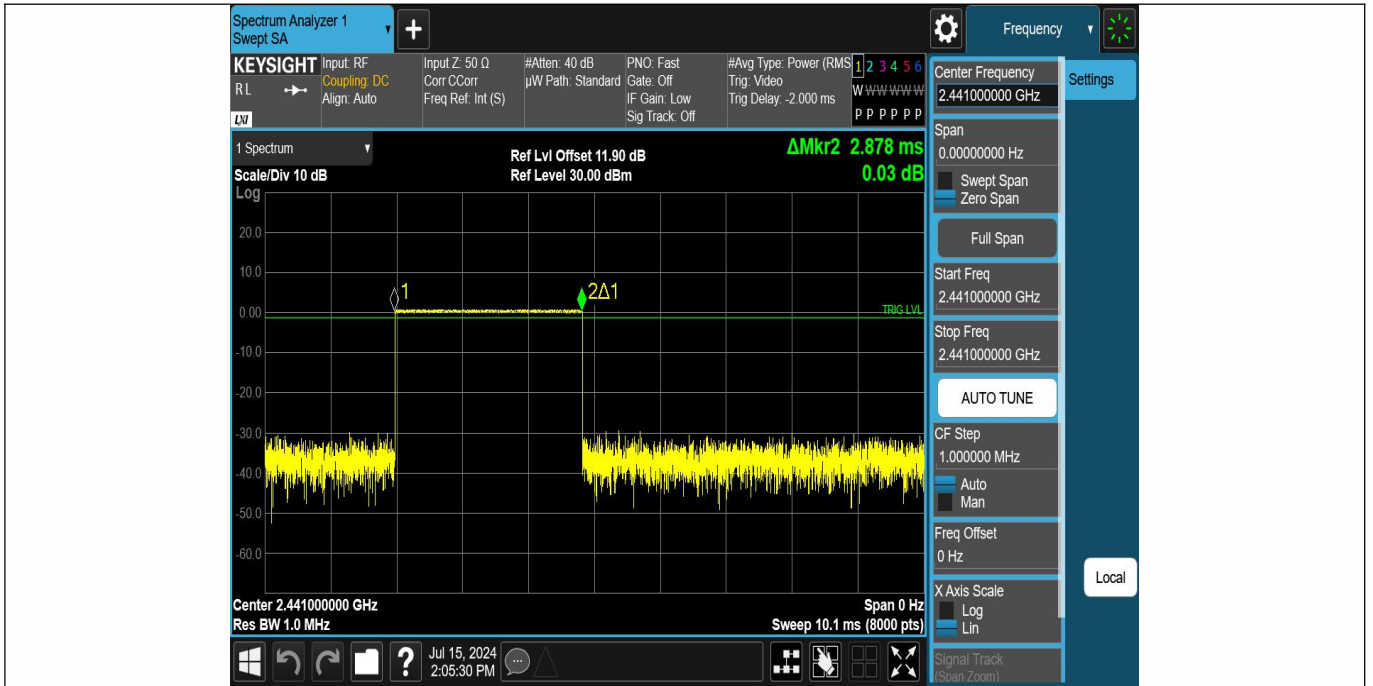 Spectrum Analyzer 1
Swept SA
+
Frequency
KEYSIGHT
RL
LXI
Input: RF
Coupling: DC
Align: Auto
Input Z: 50 Ω
Corr CCorr
Freq Ref: Int (S)
#Atten: 40 dB
µW Path: Standard
PNO: Fast
Gate: Off
IF Gain: Low
Sig Track: Off
#Avg Type: Power (RMS
Trig: Video
Trig Delay: -2.000 ms
1 2 3 4 5 6
W W W W W W
P P P P P P
1 Spectrum
Scale/Div 10 dB
Log
Ref Lvl Offset 11.90 dB
Ref Level 30.00 dBm
ΔMkr2 2.878 ms
0.03 dB
20.0
10.0
0.00
-10.0
-20.0
-30.0
-40.0
-50.0
-60.0
1
2Δ1
TRIG LVL
Center 2.441000000 GHz
Res BW 1.0 MHz
Span 0 Hz
Sweep 10.1 ms (8000 pts)
Center Frequency
2.441000000 GHz
Settings
Span
0.00000000 Hz
Swept Span
Zero Span
Full Span
Start Freq
2.441000000 GHz
Stop Freq
2.441000000 GHz
AUTO TUNE
CF Step
1.000000 MHz
Auto
Man
Freq Offset
0 Hz
X Axis Scale
Log
Lin
Signal Track
(Span Zoom)
Local
?
Jul 15, 2024
2:05:30 PM